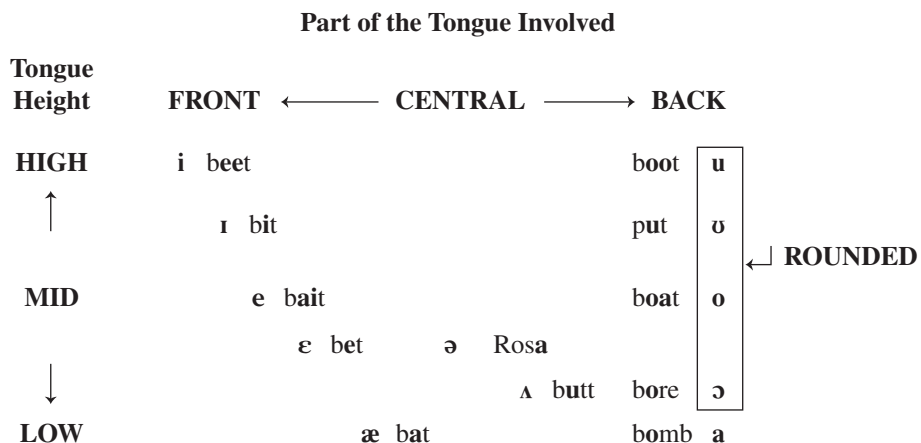 Part of the Tongue Involved
Tongue
Height FRONT ← CENTRAL → BACK
HIGH i beet boot u
ɪ bit put ʊ
ROUNDED
MID e bait boat o
ɛ bet ə Rosa
ʌ butt bore ɔ
LOW æ bat bomb a